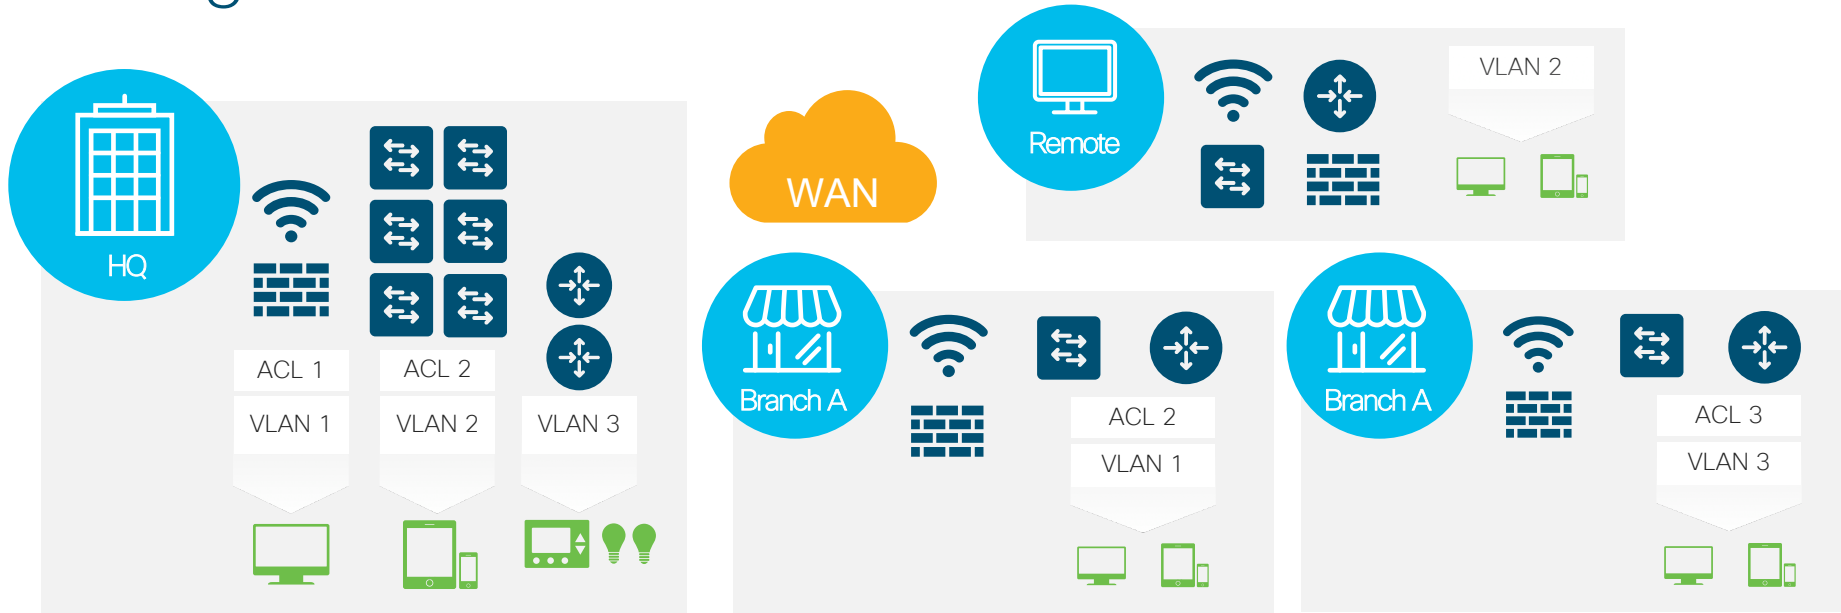 HQ
ACL 1
ACL 2
VLAN 1
VLAN 2
VLAN 3
WAN
Remote
VLAN 2
Branch A
ACL 2
VLAN 1
Branch A
ACL 3
VLAN 3